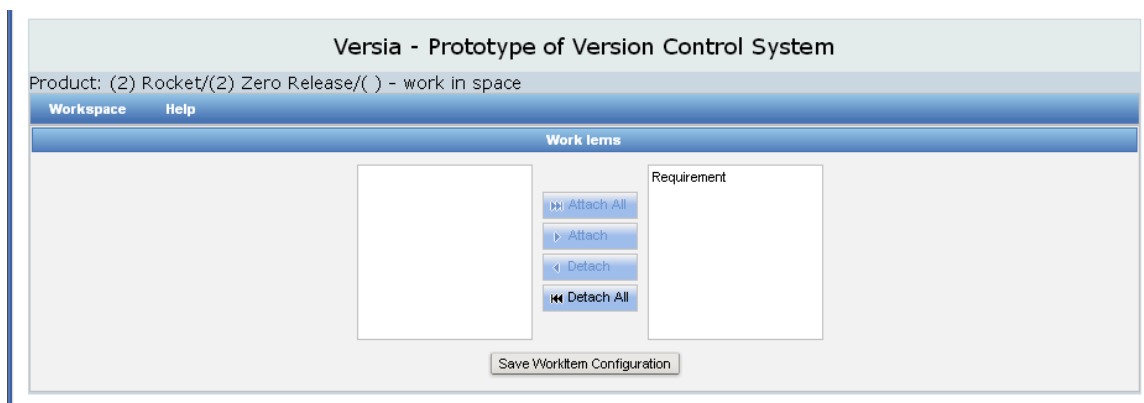 Versia - Prototype of Version Control System
Product: (2) Rocket/(2) Zero Release/( ) - work in space
Workspace Help
Work Iems
Requirement
Attach All
Attach
Detach
Detach All
Save WorkItem Configuration